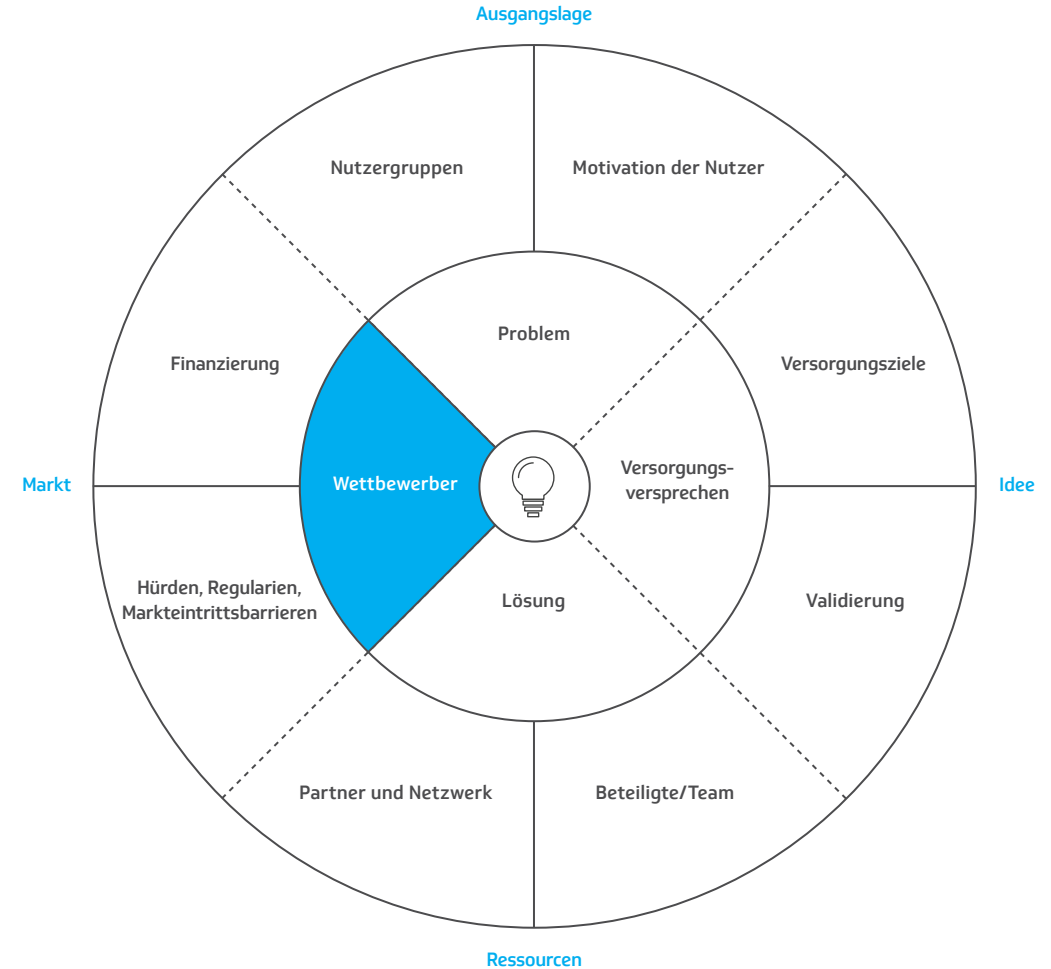 Ausgangslage
Nutzergruppen
Motivation der Nutzer
Problem
Finanzierung
Versorgungsziele
Markt
Wettbewerber
Versorgungs-
versprechen
Idee
Hürden, Regularien,
Markteintrittsbarrieren
Lösung
Validierung
Partner und Netzwerk
Beteiligte/Team
Ressourcen